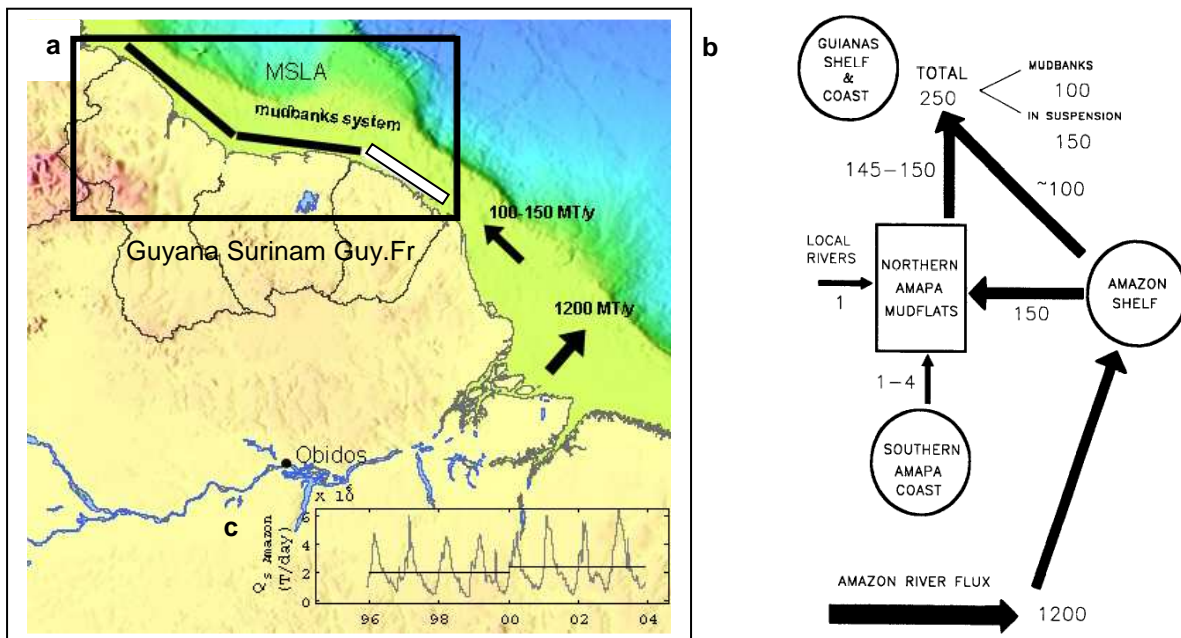 a
MSLA
mudbanks system
100-150 MT/y
Guyana Surinam Guy.Fr
1200 MT/y
Obidos
x 10⁶
c
Q_s Amazon
(T/day)
6
4
2
0
96 98 00 02 04
b
GUIANAS
SHELF
&
COAST
TOTAL
250
MUDBANKS
100
IN SUSPENSION
150
145-150
~100
LOCAL
RIVERS
1
NORTHERN
AMAPA
MUDFLATS
150
AMAZON
SHELF
1-4
SOUTHERN
AMAPA
COAST
AMAZON RIVER FLUX
1200